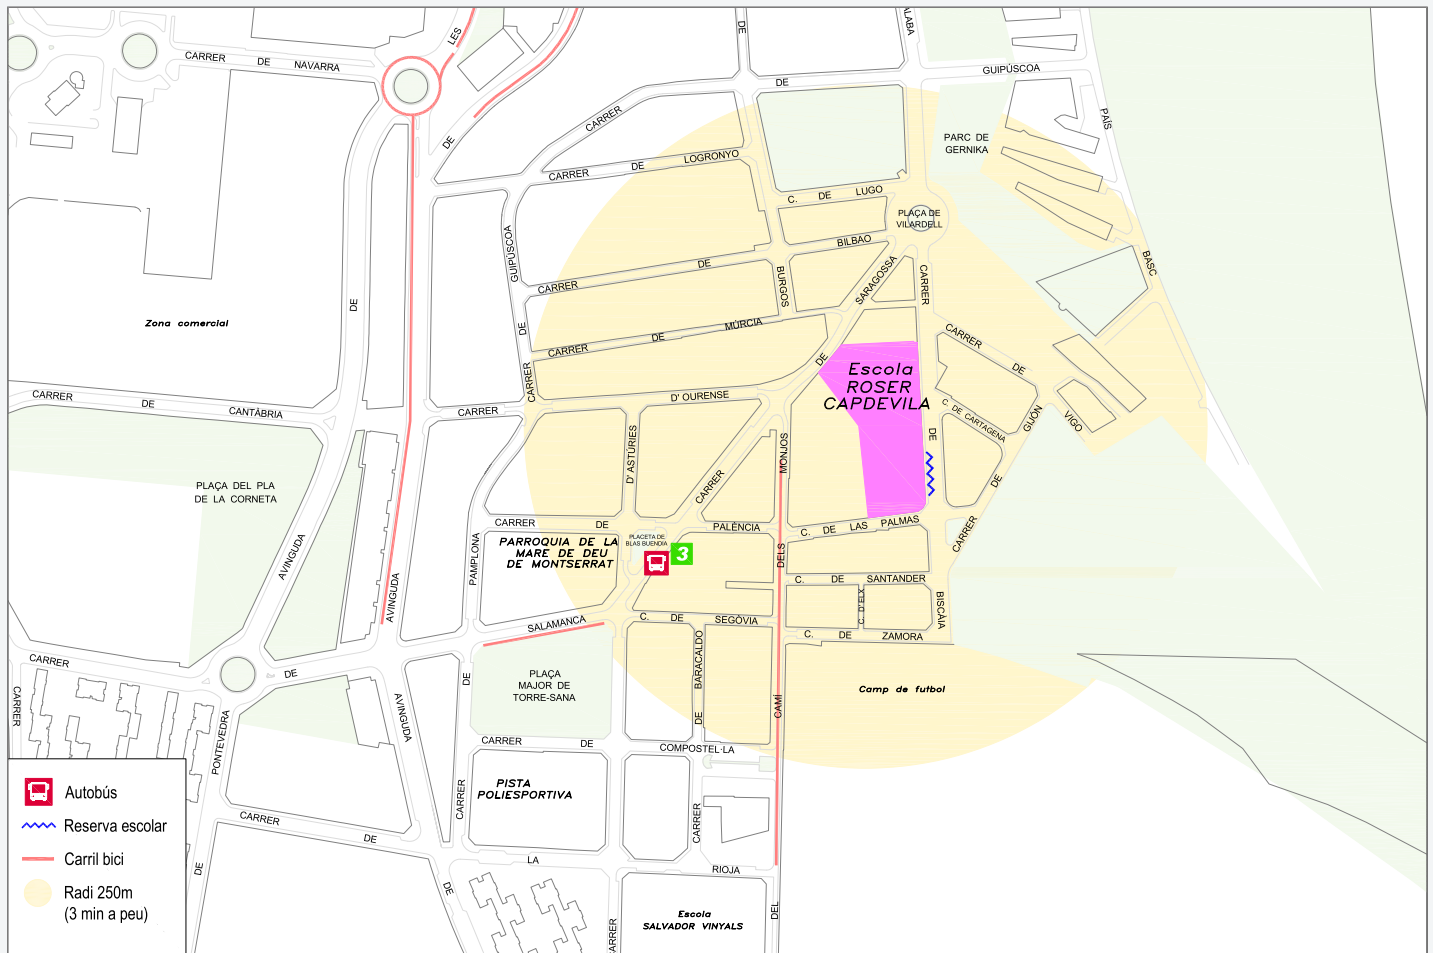 LES
DE
ALABA
CARRER DE NAVARRA
GUIPÚSCOA
DE
CARRER
PAÍS
DE
PARC DE
GERNIKA
LOGRONYO
DE
CARRER
C. DE LUGO
PLAÇA DE
VILARDELL
GUIPÚSCOA
BILBAO
DE
CARRER
BURGOS
SARAGOSSA
CARRER
BASC
DE
Zona comercial
MÚRCIA
DE
CARRER
DE
DE
CARRER
DE
Escola
ROSER
CAPDEVILA
CARRER
CARRER DE CANTÀBRIA
CARRER
D' OURENSE
C. DE CARTAGENA
GIJÓN
VIGO
DE
D' ASTÚRIES
MONJOS
DE
CARRER
PLAÇA DEL PLA
DE LA CORNETA
CARRER DE
PALÈNCIA
C. DE LAS PALMAS
CARRER
AVINGUDA
PAMPLONA
PARROQUIA DE LA
MARE DE DEU
DE MONTSERRAT
PLACETA DE
BLAS BUENDIA
3
DELS
C. DE SANTANDER
C. D' ELX
BISCAIA
AVINGUDA
SALAMANCA
C. DE SEGÒVIA
C. DE ZAMORA
CARRER
DE
DE
BARACALDO
PLAÇA
MAJOR DE
TORRE-SANA
Camp de futbol
CARRER
AVINGUDA
CAMÍ
DE
PONTEVEDRA
CARRER DE
COMPOSTEL·LA
PISTA
POLIESPORTIVA
CARRER
CARRER
CARRER
DE
DE
LA
RIOJA
DE
DEL
CARRER
Escola
SALVADOR VINYALS
Autobús
Reserva escolar
Carril bici
Radi 250m
(3 min a peu)